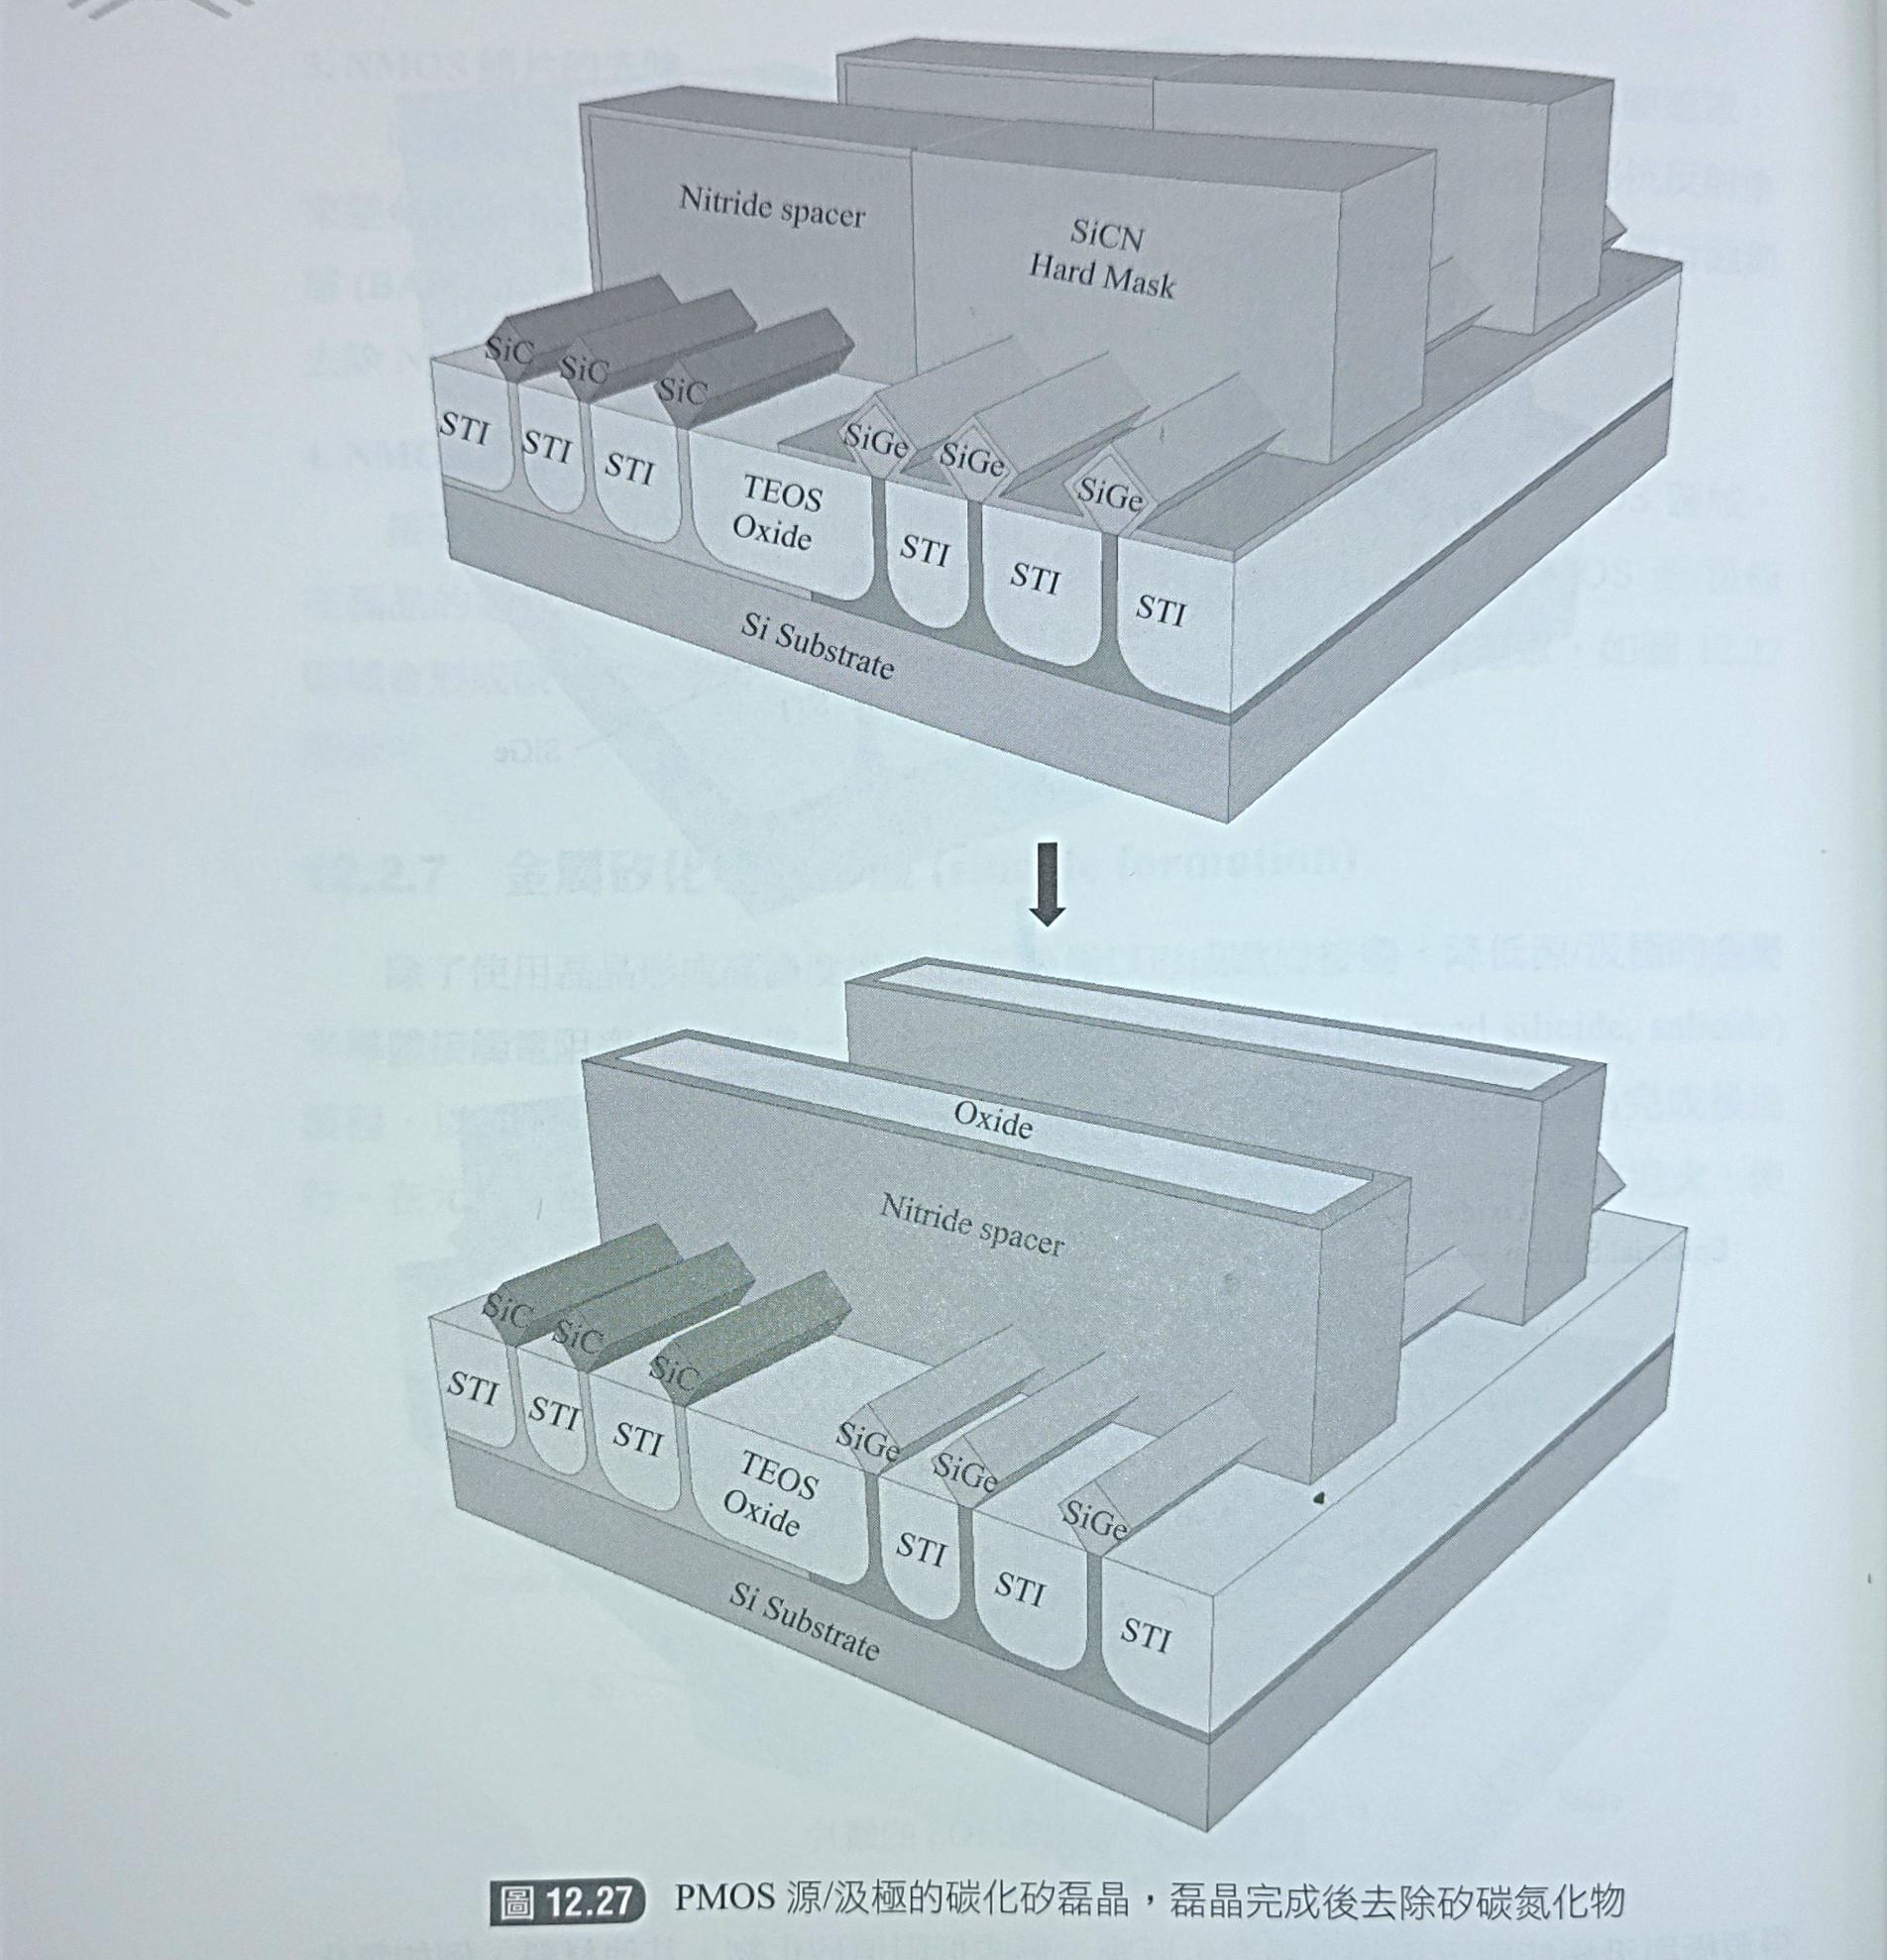 Nitride spacer
SiCN
Hard Mask
SiC
SiC
SiC
SiGe
SiGe
SiGe
STI
STI
STI
TEOS
Oxide
STI
STI
STI
Si Substrate
Oxide
Nitride spacer
SiC
SiC
SiC
SiGe
SiGe
SiGe
STI
STI
STI
TEOS
Oxide
STI
STI
STI
Si Substrate
圖 12.27 PMOS 源/汲極的碳化矽磊晶，磊晶完成後去除矽碳氮化物